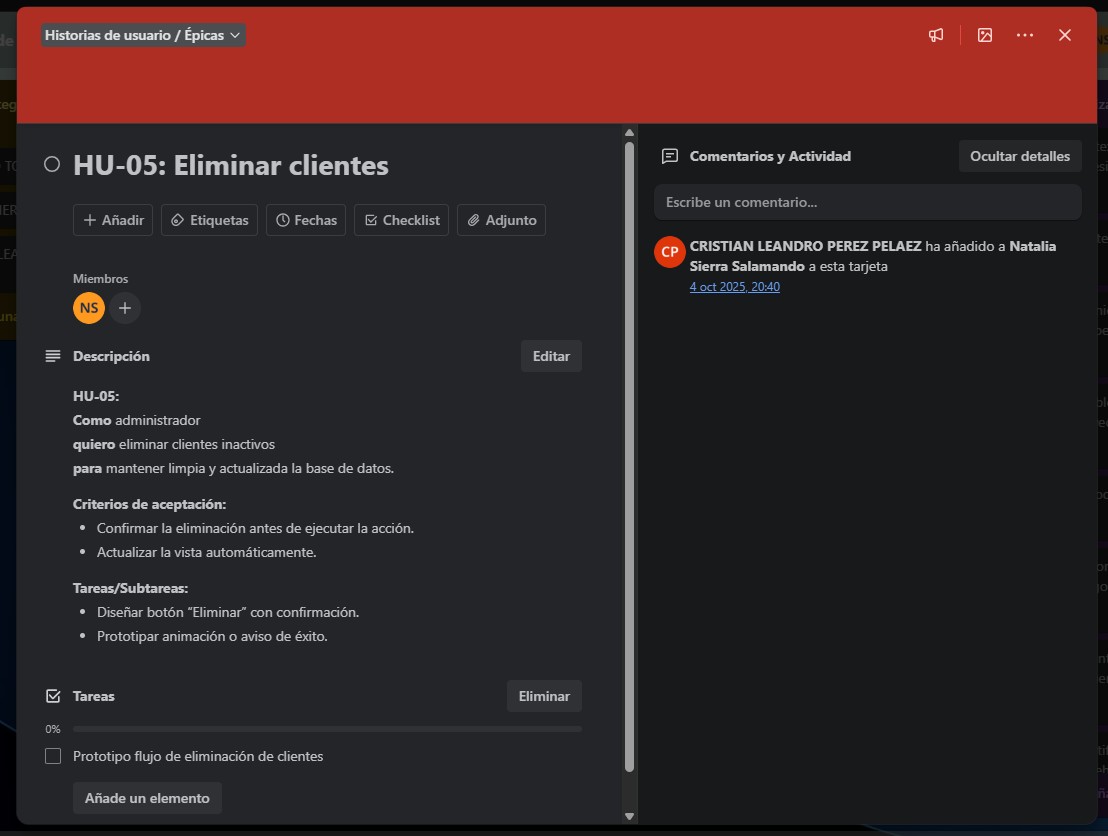 Historias de usuario / Épicas
HU-05: Eliminar clientes
Añadir
Etiquetas
Fechas
Checklist
Adjunto
Miembros
NS
Descripción
Editar
HU-05:
Como administrador
quiero eliminar clientes inactivos
para mantener limpia y actualizada la base de datos.
Criterios de aceptación:
• Confirmar la eliminación antes de ejecutar la acción.
• Actualizar la vista automáticamente.
Tareas/Subtareas:
• Diseñar botón “Eliminar” con confirmación.
• Prototipar animación o aviso de éxito.
Tareas
Eliminar
0%
Prototipo flujo de eliminación de clientes
Añade un elemento
Comentarios y Actividad
Ocultar detalles
Escribe un comentario...
CP
CRISTIAN LEANDRO PEREZ PELAEZ ha añadido a Natalia
Sierra Salamando a esta tarjeta
4 oct 2025, 20:40